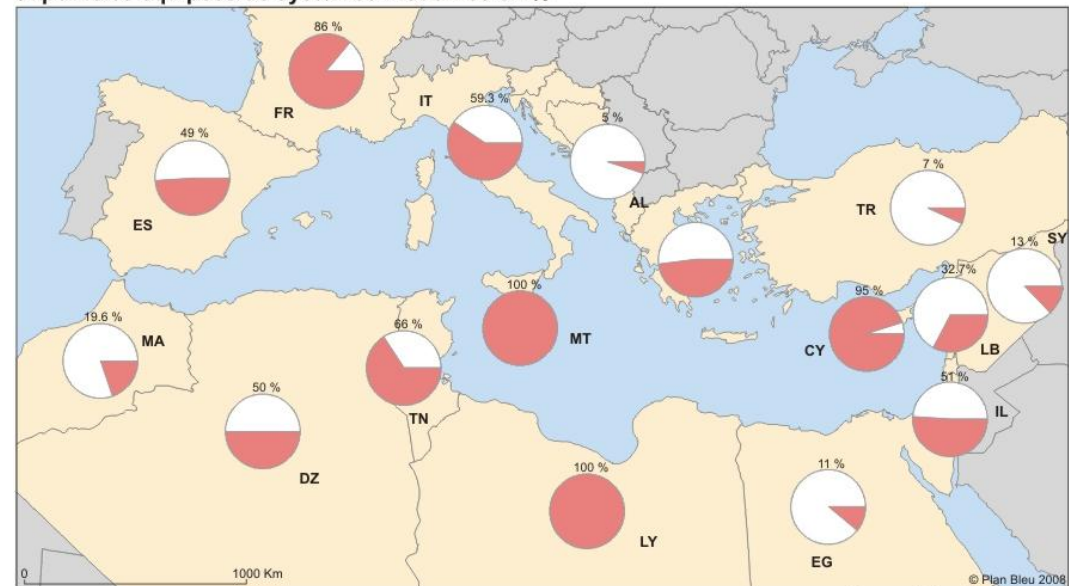 86 %
FR
IT
59.3 %
49 %
ES
5 %
AL
7 %
TR
13 %
SY
32.7%
LB
95 %
CY
100 %
MT
19.6 %
MA
66 %
TN
50 %
DZ
51 %
IL
100 %
LY
11 %
EG
0
1000 Km
© Plan Bleu 2008